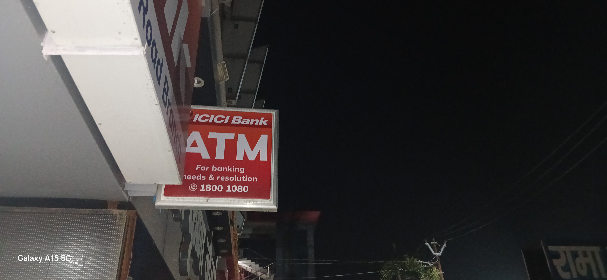 ICICI Bank
ATM
For banking
needs & resolution
1800 1080
Road
Galaxy A15 5G
रामा